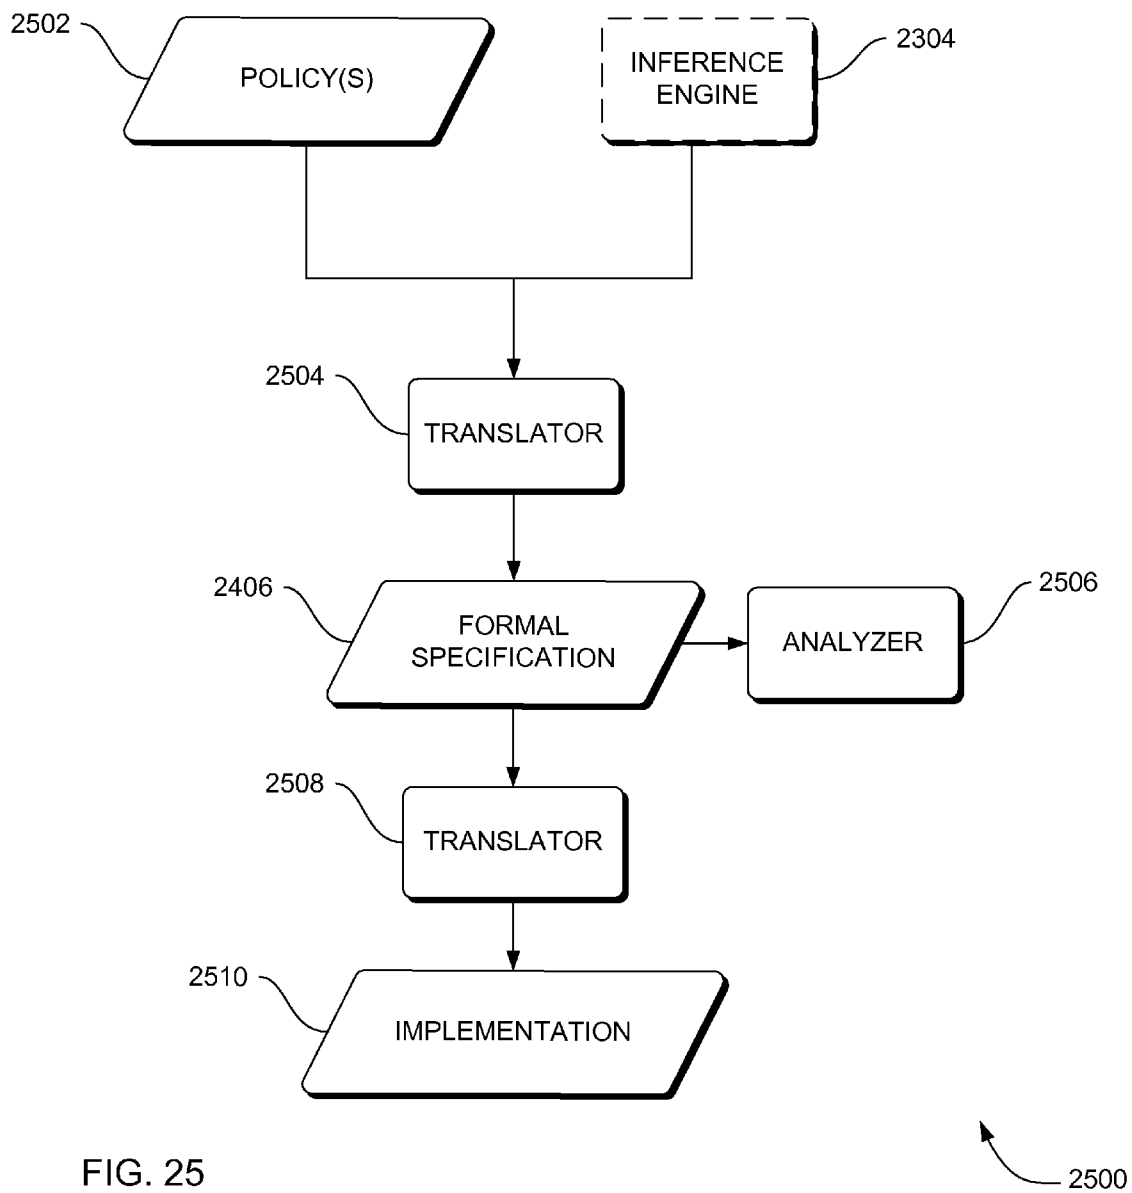 2502
POLICY(S)
INFERENCE
ENGINE
2304
2504
TRANSLATOR
2406
FORMAL
SPECIFICATION
ANALYZER
2506
2508
TRANSLATOR
2510
IMPLEMENTATION
FIG. 25
2500